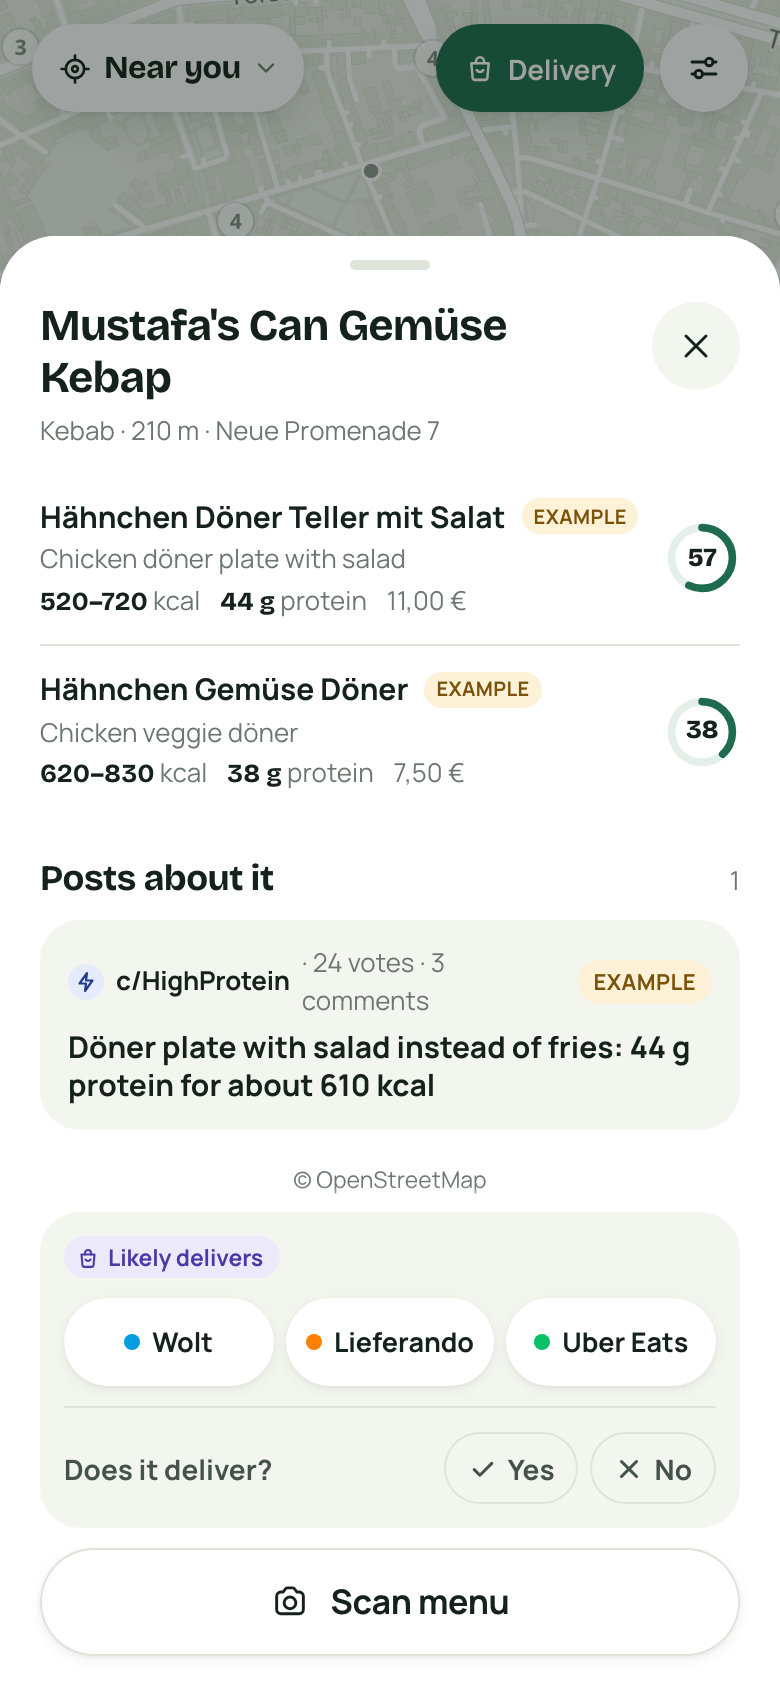 3
Near you
4
Delivery
4
Mustafa's Can Gemüse
Kebap
Kebab · 210 m · Neue Promenade 7
Hähnchen Döner Teller mit Salat EXAMPLE
Chicken döner plate with salad
57
520–720 kcal 44 g protein 11,00 €
Hähnchen Gemüse Döner EXAMPLE
Chicken veggie döner
38
620–830 kcal 38 g protein 7,50 €
Posts about it 1
c/HighProtein · 24 votes · 3
comments
EXAMPLE
Döner plate with salad instead of fries: 44 g
protein for about 610 kcal
© OpenStreetMap
Likely delivers
Wolt Lieferando Uber Eats
Does it deliver? Yes No
Scan menu